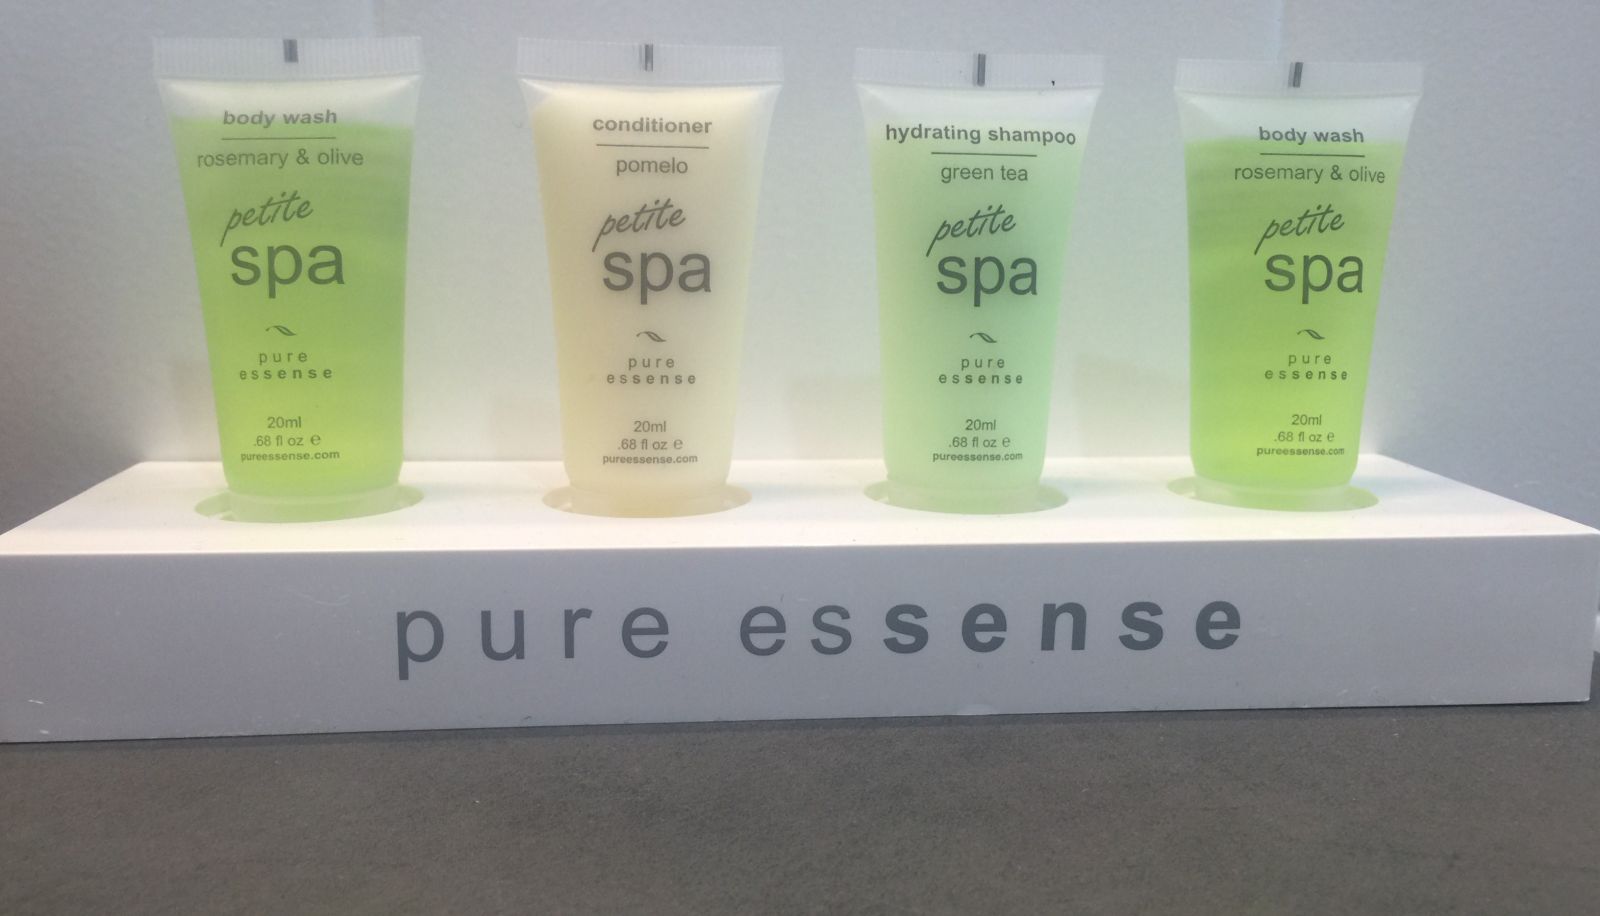 body wash
rosemary & olive
petite
spa
pure
essense
20ml
.68 fl oz e
pureessense.com
conditioner
pomelo
petite
spa
pure
essense
20ml
.68 fl oz e
pureessense.com
hydrating shampoo
green tea
petite
spa
pure
essense
20ml
.68 fl oz e
pureessense.com
body wash
rosemary & olive
petite
spa
pure
essense
20ml
.68 fl oz e
pureessense.com
pure essense